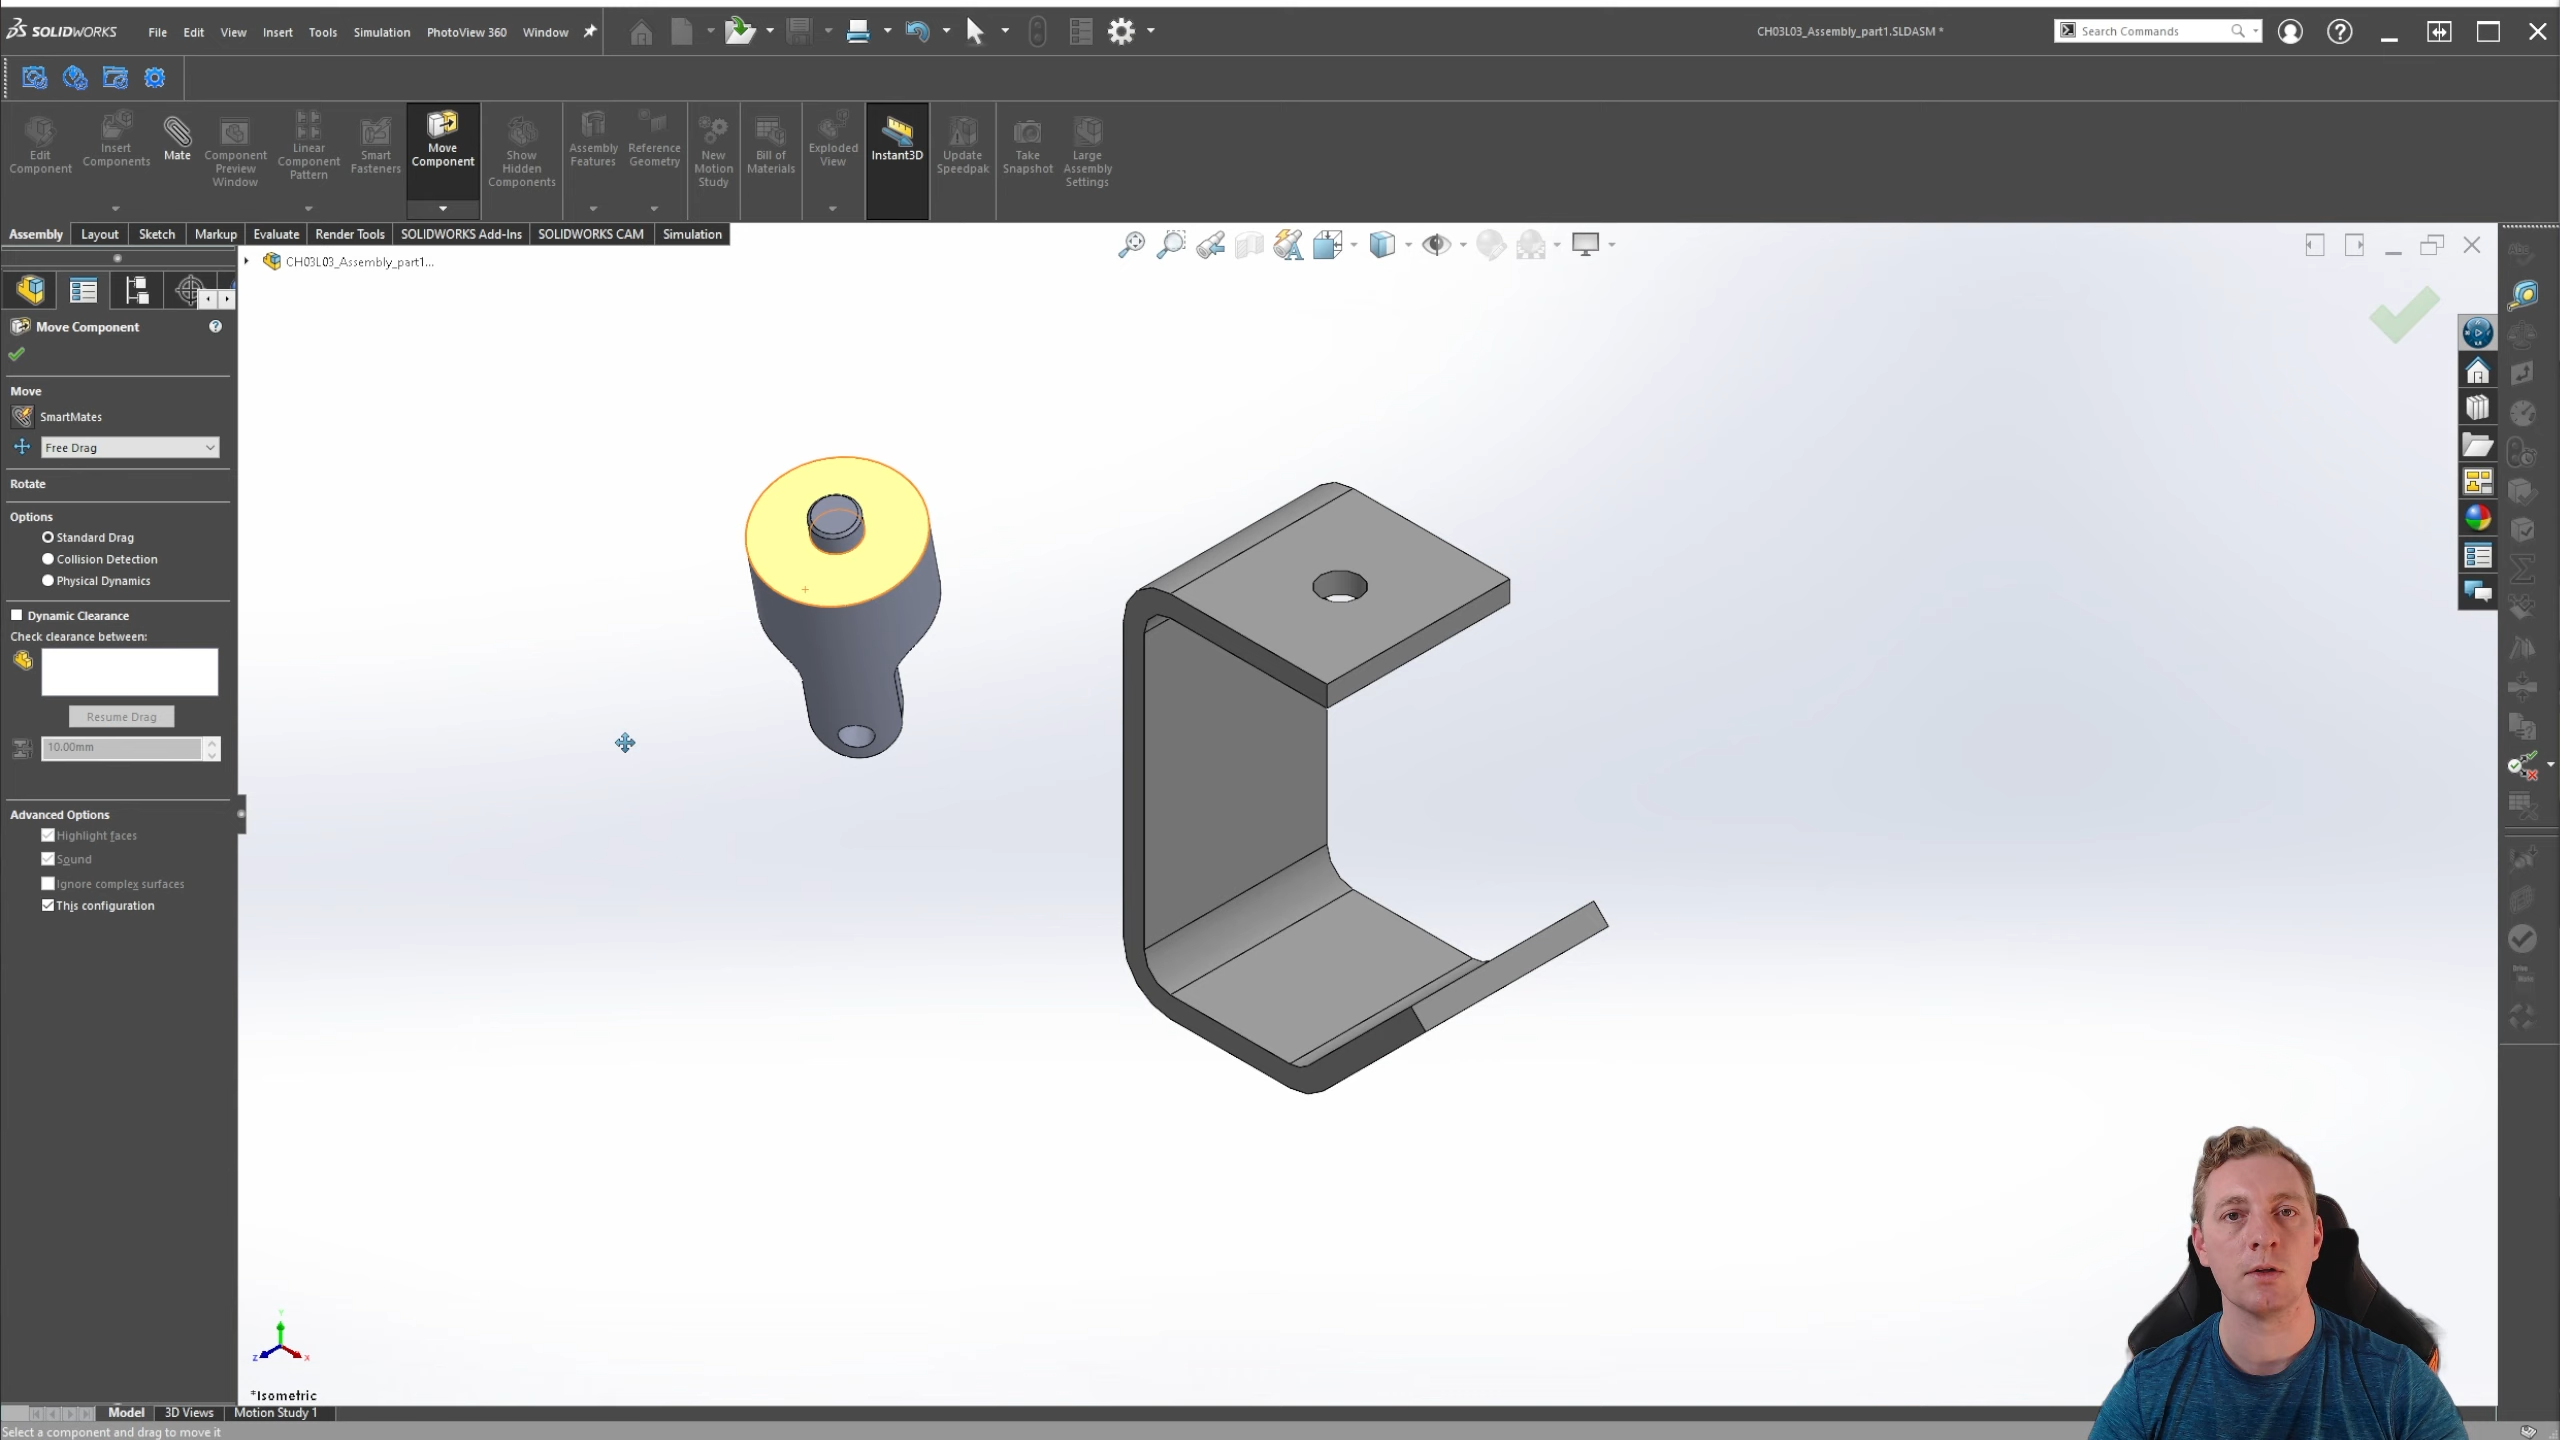 SOLIDWORKS File Edit View Insert Tools Simulation PhotoView 360 Window
CH03L03_Assembly_part1.SLDASM *
Search Commands
Edit Component
Insert Components
Mate
Component Preview Window
Linear Component Pattern
Smart Fasteners
Move Component
Show Hidden Components
Assembly Features
Reference Geometry
New Motion Study
Bill of Materials
Exploded View
Instant3D
Update Speedpak
Take Snapshot
Large Assembly Settings
Assembly Layout Sketch Markup Evaluate Render Tools SOLIDWORKS Add-Ins SOLIDWORKS CAM Simulation
CH03L03_Assembly_part1...
Move Component
Move
SmartMates
Free Drag
Rotate
Options
Standard Drag
Collision Detection
Physical Dynamics
Dynamic Clearance
Check clearance between:
Resume Drag
10.00mm
Advanced Options
Highlight faces
Sound
Ignore complex surfaces
This configuration
Y
Z
X
*Isometric
Model 3D Views Motion Study 1
Select a component and drag to move it